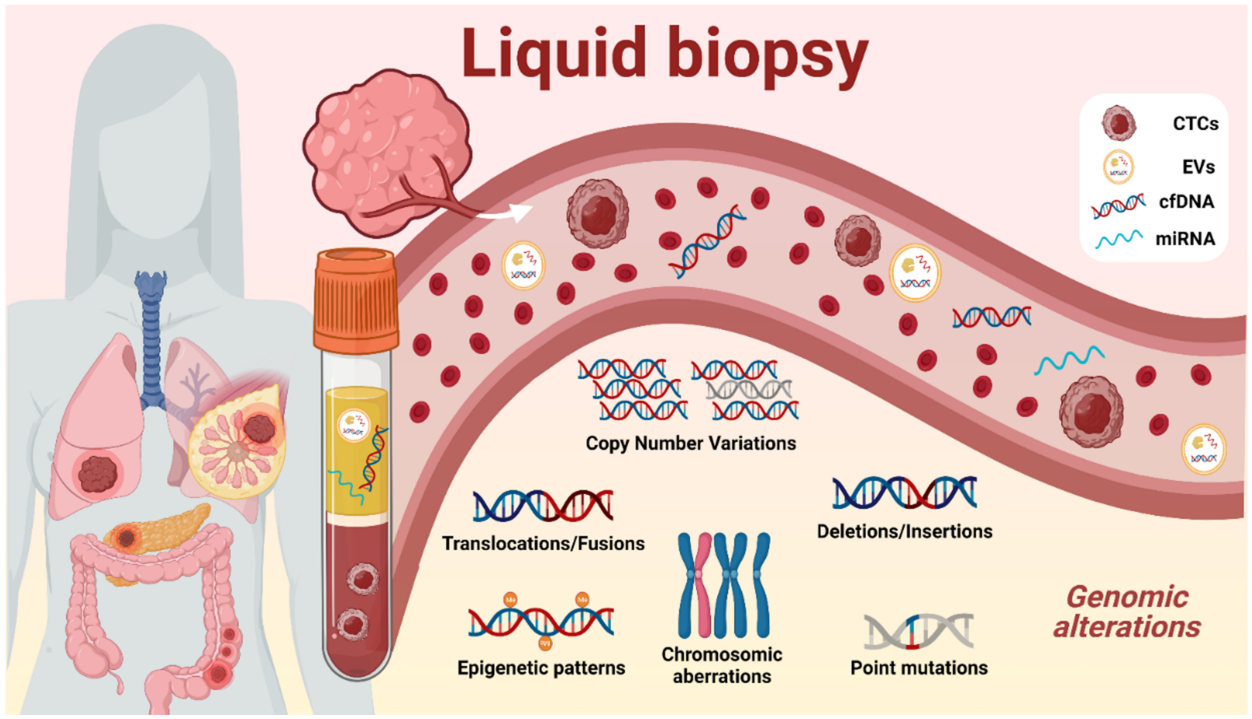 Liquid biopsy
CTCs
EVs
cfDNA
miRNA
Copy Number Variations
Translocations/Fusions
Deletions/Insertions
Epigenetic patterns
Chromosomic
aberrations
Point mutations
Genomic
alterations